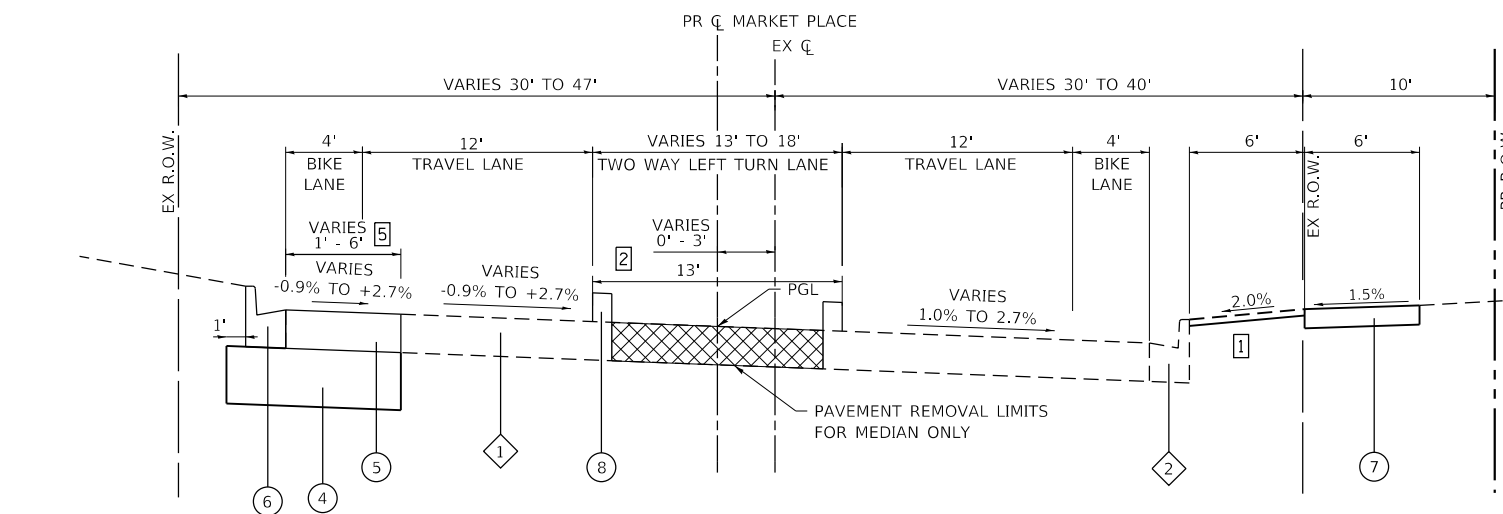 PR ℄ MARKET PLACE
EX ℄
VARIES 30' TO 47'
VARIES 30' TO 40'
10'
4'
BIKE
LANE
12'
TRAVEL LANE
VARIES 13' TO 18'
TWO WAY LEFT TURN LANE
12'
TRAVEL LANE
4'
BIKE
LANE
6'
6'
EX R.O.W.
EX R.O.W.
PR R.O.W.
VARIES
1' - 6'
5
VARIES
-0.9% TO +2.7%
VARIES
-0.9% TO +2.7%
2
VARIES
0' - 3'
13'
PGL
VARIES
1.0% TO 2.7%
2.0%
1.5%
1
1'
PAVEMENT REMOVAL LIMITS
FOR MEDIAN ONLY
6
4
5
1
8
2
7